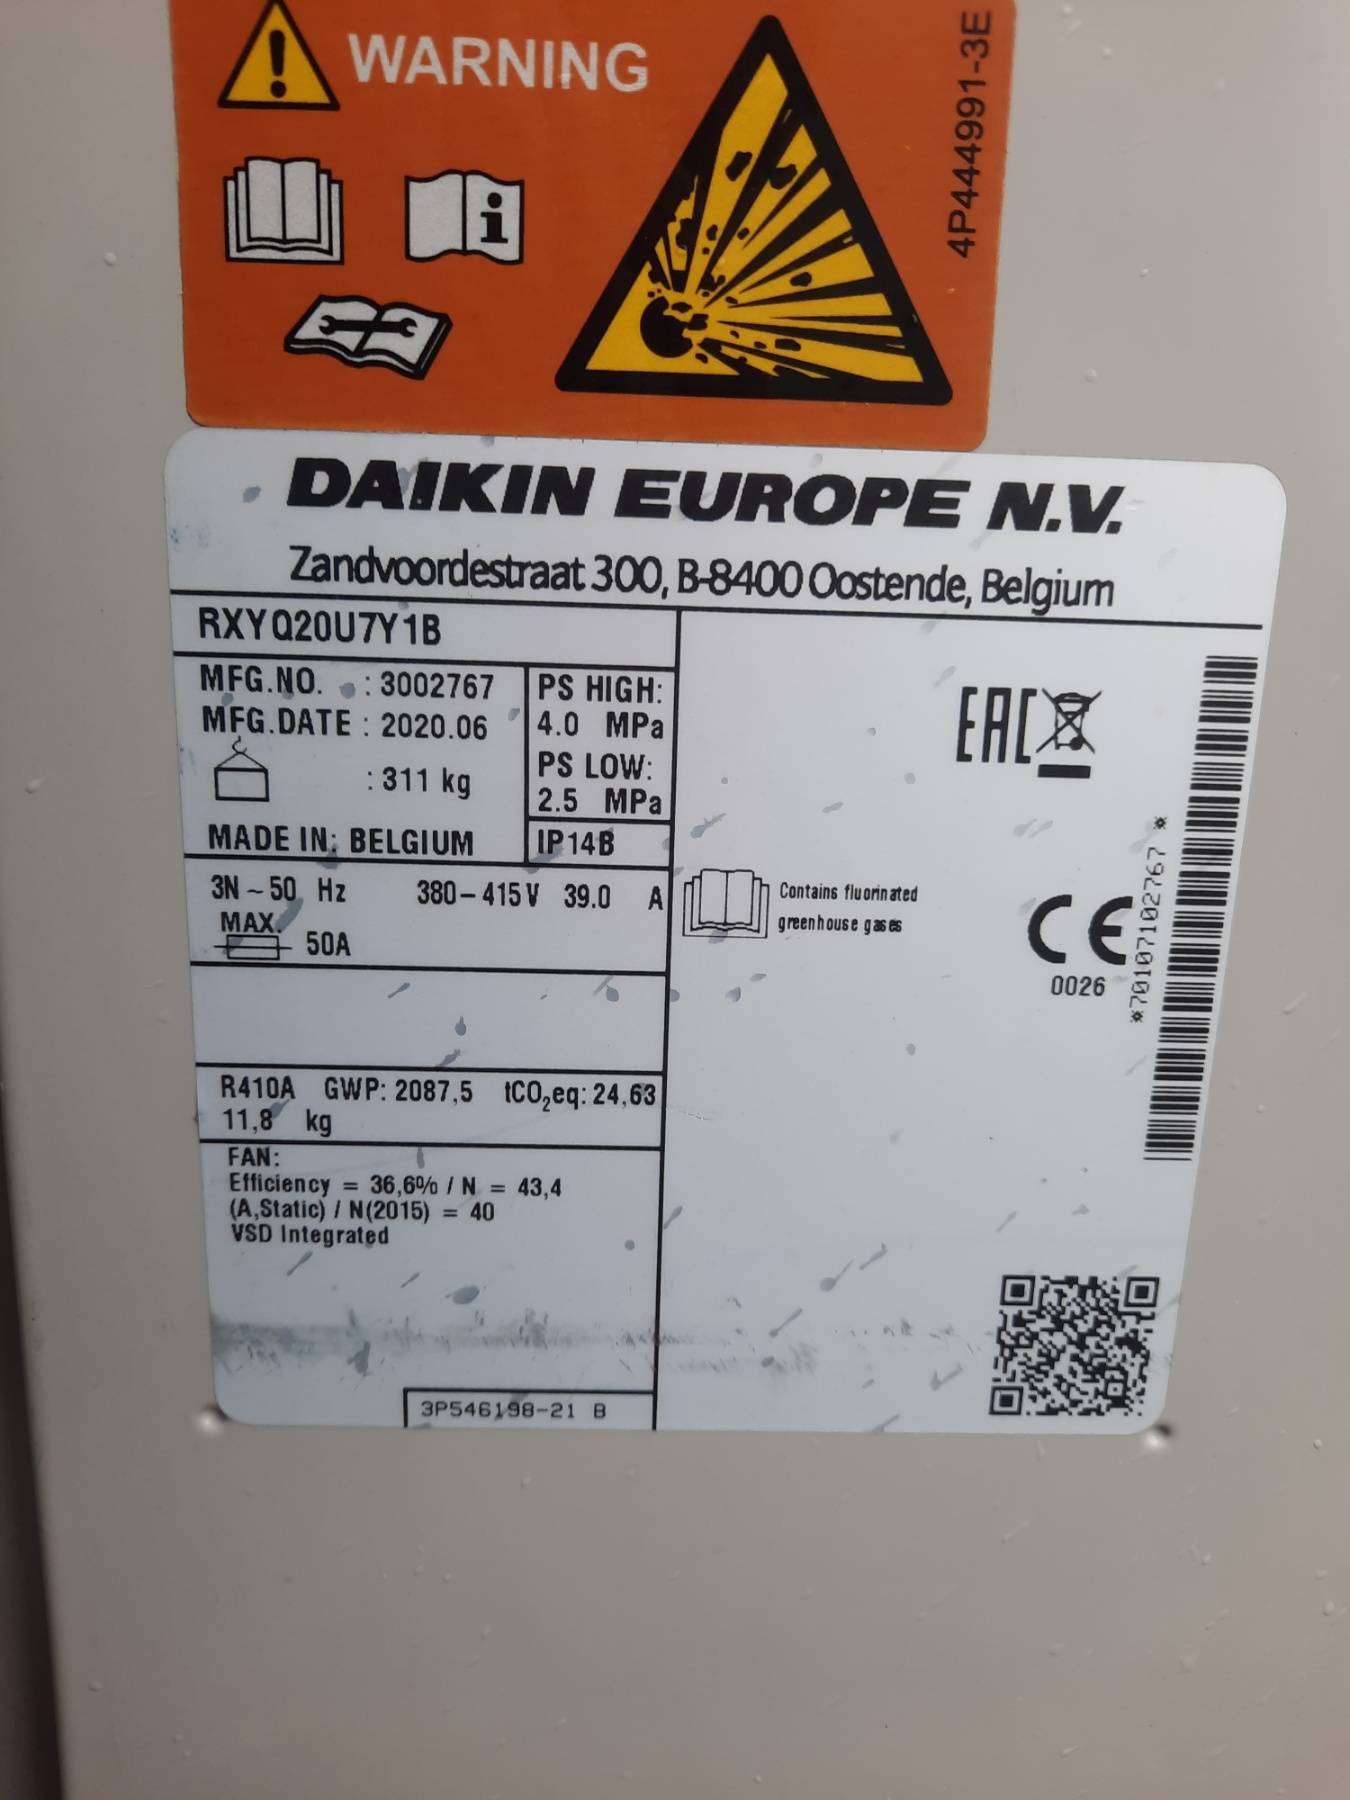 WARNING
4P444991-3E
DAIKIN EUROPE N.V.
Zandvoordestraat 300, B-8400 Oostende, Belgium
RXYQ20U7Y1B
MFG.NO. : 3002767
MFG.DATE : 2020.06
: 311 kg
MADE IN: BELGIUM
PS HIGH:
4.0 MPa
PS LOW:
2.5 MPa
IP14B
3N ~ 50 Hz 380-415V 39.0 A
MAX.
50A
R410A GWP: 2087,5 tCO₂eq: 24,63
11,8 kg
FAN:
Efficiency = 36,6% / N = 43,4
(A,Static) / N(2015) = 40
VSD Integrated
3P546198-21 B
EAC
Contains fluorinated
greenhouse gases
CE
0026
*70107102767*